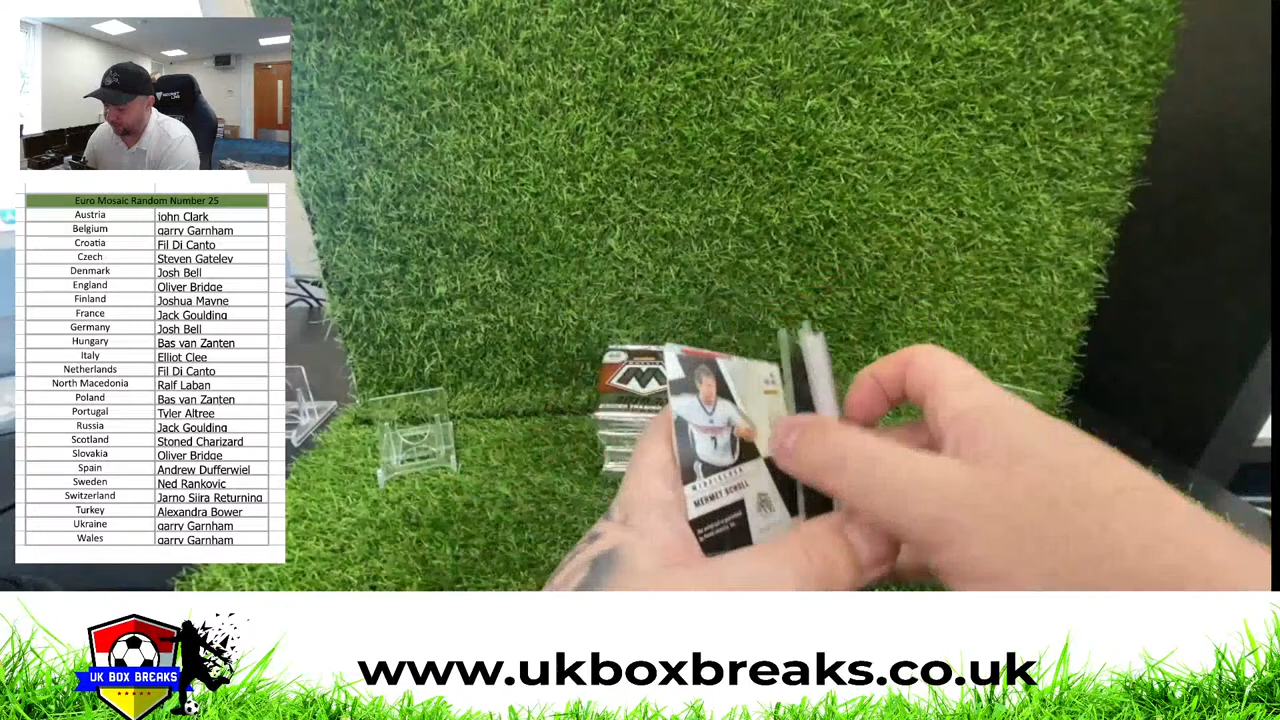 Euro Mosaic Random Number 25
Austria john Clark
Belgium garry Garnham
Croatia Fil Di Canto
Czech Steven Gateley
Denmark Josh Bell
England Oliver Bridge
Finland Joshua Mayne
France Jack Goulding
Germany Josh Bell
Hungary Bas van Zanten
Italy Elliot Clee
Netherlands Fil Di Canto
North Macedonia Ralf Laban
Poland Bas van Zanten
Portugal Tyler Altree
Russia Jack Goulding
Scotland Stoned Charizard
Slovakia Oliver Bridge
Spain Andrew Dufferwiel
Sweden Ned Rankovic
Switzerland Jarno Siira Returning
Turkey Alexandra Bower
Ukraine garry Garnham
Wales garry Garnham
7
MIDFIELDER
MEHMET SCHOLL
UK BOX BREAKS
www.ukboxbreaks.co.uk